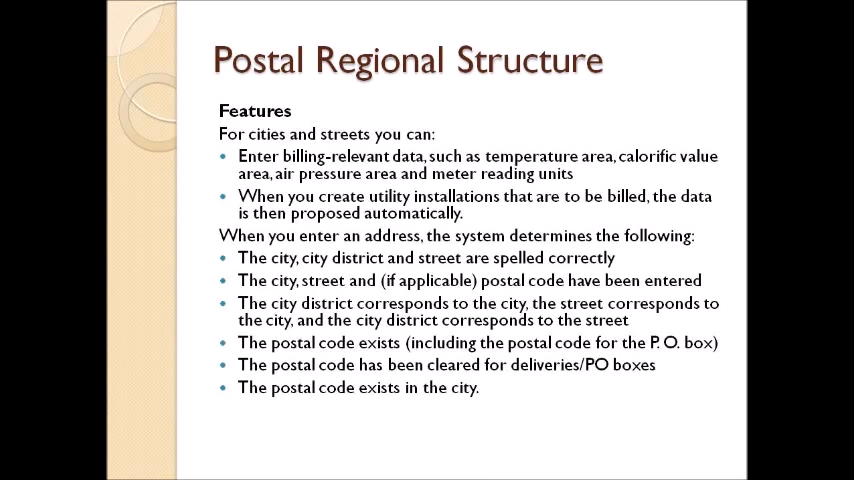 Postal Regional Structure
Features
For cities and streets you can:
• Enter billing-relevant data, such as temperature area, calorific value
area, air pressure area and meter reading units
• When you create utility installations that are to be billed, the data
is then proposed automatically.
When you enter an address, the system determines the following:
• The city, city district and street are spelled correctly
• The city, street and (if applicable) postal code have been entered
• The city district corresponds to the city, the street corresponds to
the city, and the city district corresponds to the street
• The postal code exists (including the postal code for the P. O. box)
• The postal code has been cleared for deliveries/PO boxes
• The postal code exists in the city.